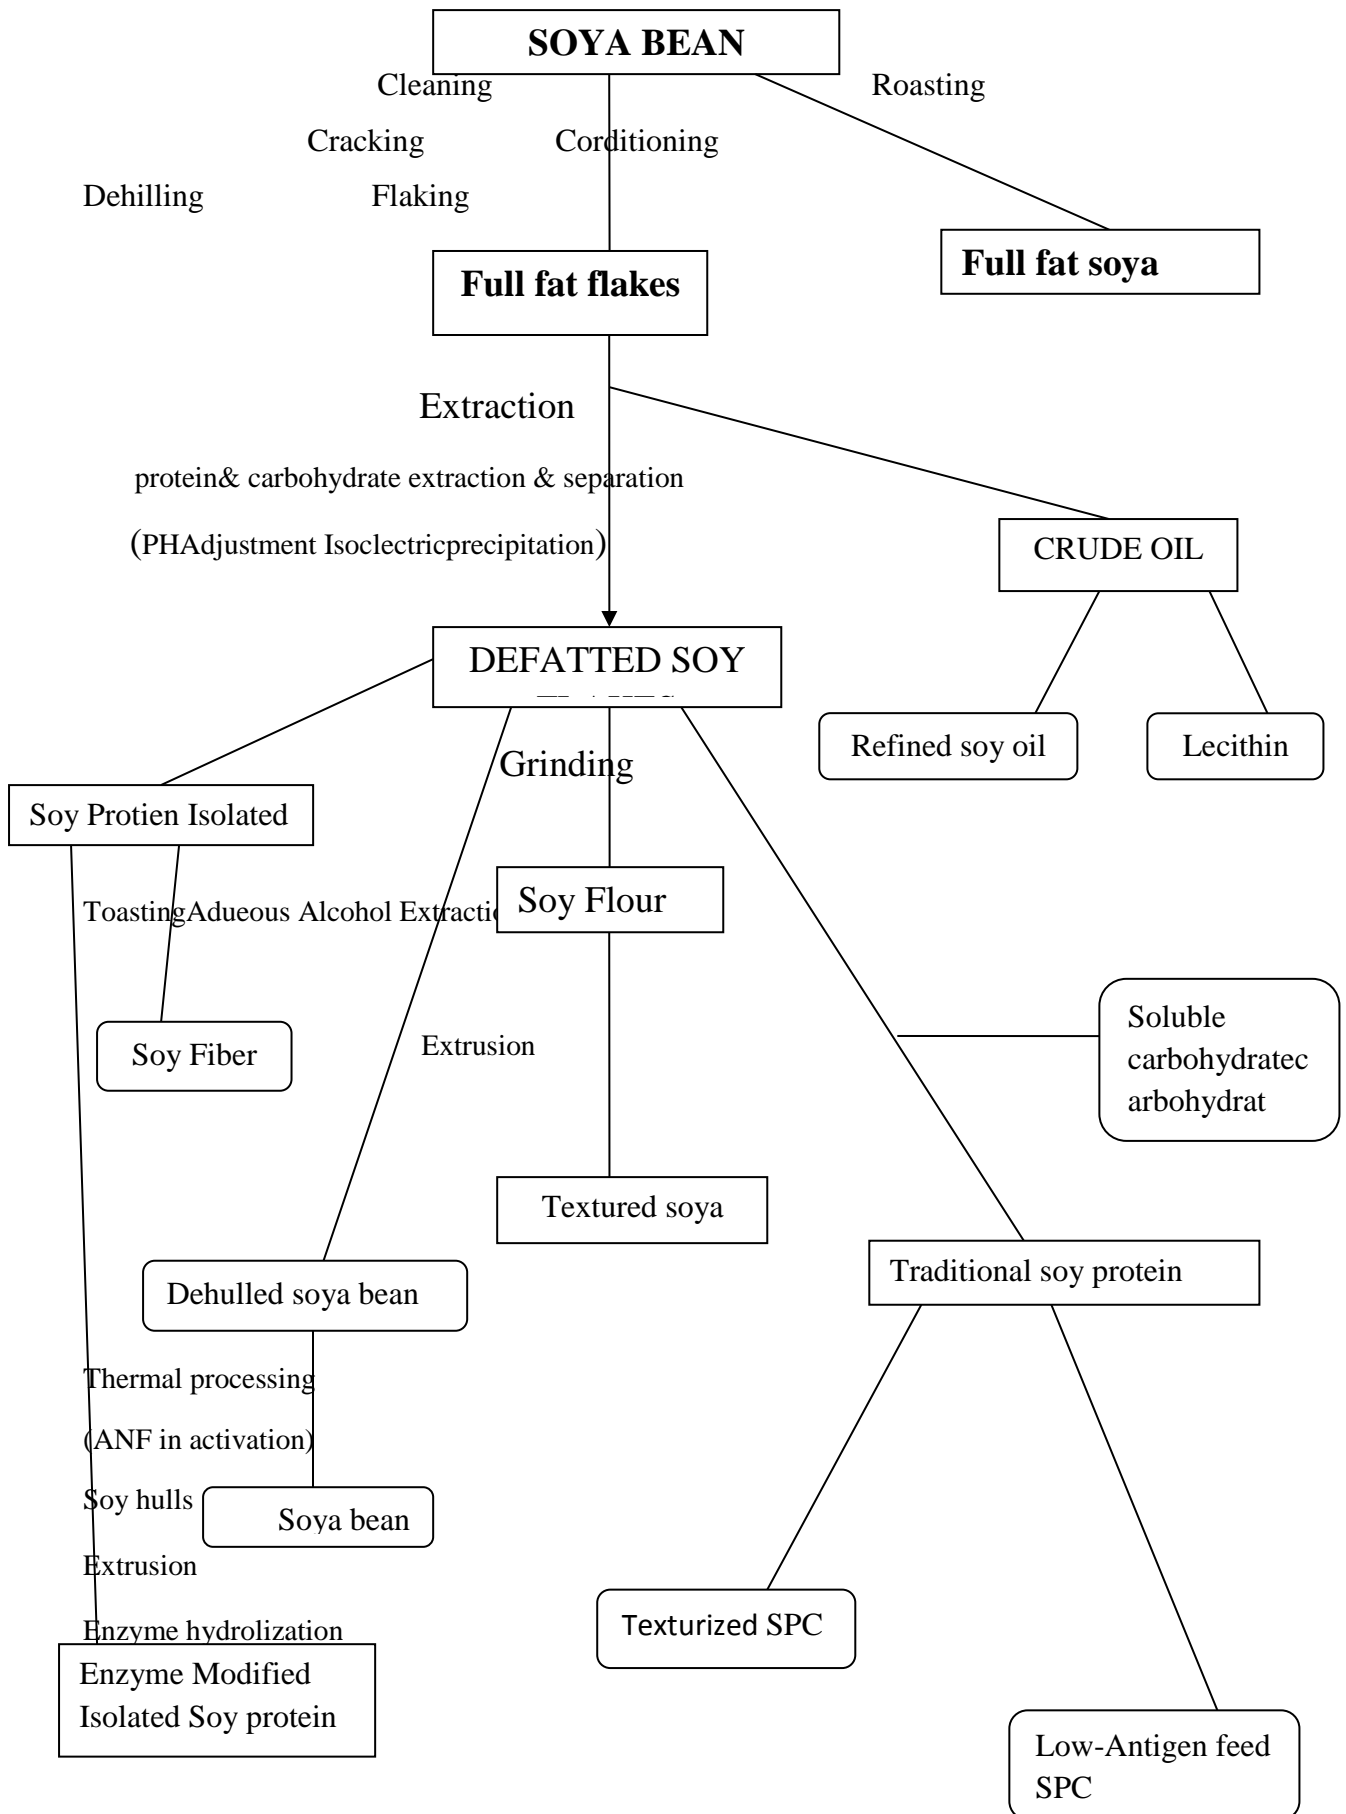 SOYA BEAN
Cleaning Roasting
Cracking Corditioning
Dehilling Flaking
Full fat flakes
Full fat soya
Extraction
protein& carbohydrate extraction & separation
(PHAdjustment Isoclectricprecipitation)
CRUDE OIL
DEFATTED SOY
Refined soy oil
Lecithin
Grinding
Soy Protien Isolated
ToastingAdueous Alcohol
Soy Flour
Soy Fiber
Extrusion
Soluble
carbohydratec
arbohydrat
Textured soya
Traditional soy protein
Dehulled soya bean
Thermal processing
(ANF in activation)
Soy hulls
Soya bean
Extrusion
Enzyme hydrolization
Texturized SPC
Enzyme Modified
Isolated Soy protein
Low-Antigen feed
SPC